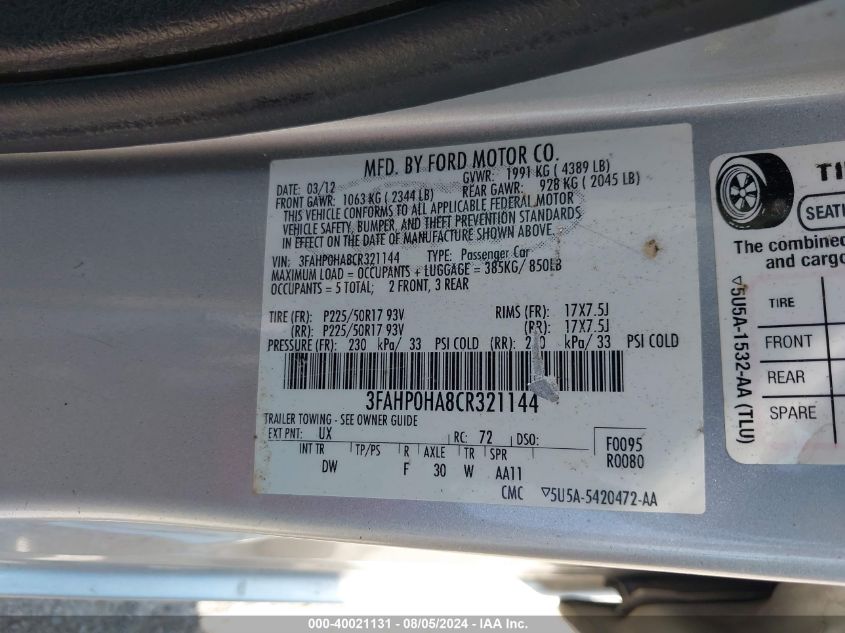 MFD. BY FORD MOTOR CO.
DATE: 03/12 GVWR: 1991 KG ( 4389 LB)
FRONT GAWR: 1063 KG ( 2344 LB) REAR GAWR: 928 KG ( 2045 LB)
THIS VEHICLE CONFORMS TO ALL APPLICABLE FEDERAL MOTOR
VEHICLE SAFETY, BUMPER, AND THEFT PREVENTION STANDARDS
IN EFFECT ON THE DATE OF MANUFACTURE SHOWN ABOVE.
VIN: 3FAHP0HA8CR321144 TYPE: Passenger Car
MAXIMUM LOAD = OCCUPANTS + LUGGAGE = 385KG/ 850LB
OCCUPANTS = 5 TOTAL; 2 FRONT, 3 REAR
TIRE (FR): P225/50R17 93V RIMS (FR): 17X7.5J
(RR): P225/50R17 93V (RR): 17X7.5J
PRESSURE (FR): 230 kPa/ 33 PSI COLD (RR): kPa/ 33 PSI COLD
3FAHP0HA8CR321144
TRAILER TOWING - SEE OWNER GUIDE
EXT PNT: UX RC: 72 DSO: F0095
INT TR TP/PS R AXLE TR SPR R0080
DW F 30 W AA11
CMC ▽5U5A-5420472-AA
TI
SEATI
The combined
and cargo
TIRE
FRONT
REAR
SPARE
▽5U5A-1532-AA (TLU)
000-40021131 - 08/05/2024 - IAA Inc.